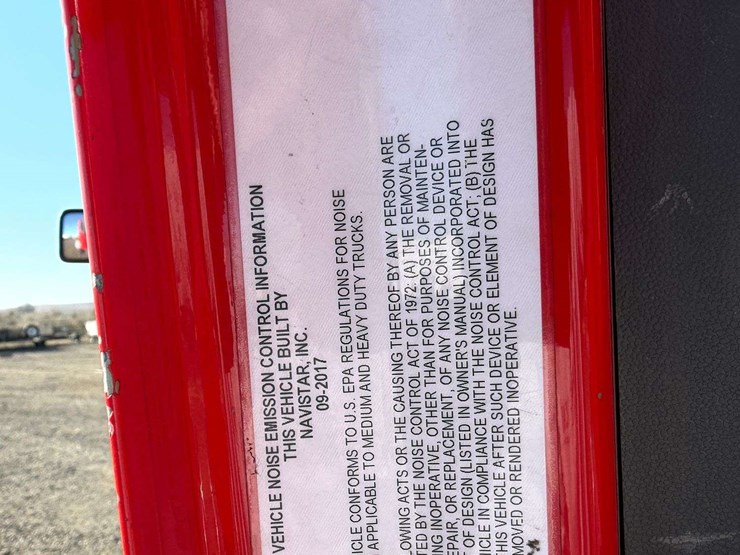 VEHICLE NOISE EMISSION CONTROL INFORMATION
THIS VEHICLE BUILT BY
NAVISTAR, INC.
09-2017
ICLE CONFORMS TO U.S. EPA REGULATIONS FOR NOISE
APPLICABLE TO MEDIUM AND HEAVY DUTY TRUCKS.
OWING ACTS OR THE CAUSING THEREOF BY ANY PERSON ARE
TED BY THE NOISE CONTROL ACT OF 1972: (A) THE REMOVAL OR
NG INOPERATIVE, OTHER THAN FOR PURPOSES OF MAINTEN-
EPAIR, OR REPLACEMENT, OF ANY NOISE CONTROL DEVICE OR
OF DESIGN (LISTED IN OWNER'S MANUAL) INCORPORATED INTO
ICLE IN COMPLIANCE WITH THE NOISE CONTROL ACT; (B) THE
HIS VEHICLE AFTER SUCH DEVICE OR ELEMENT OF DESIGN HAS
MOVED OR RENDERED INOPERATIVE.